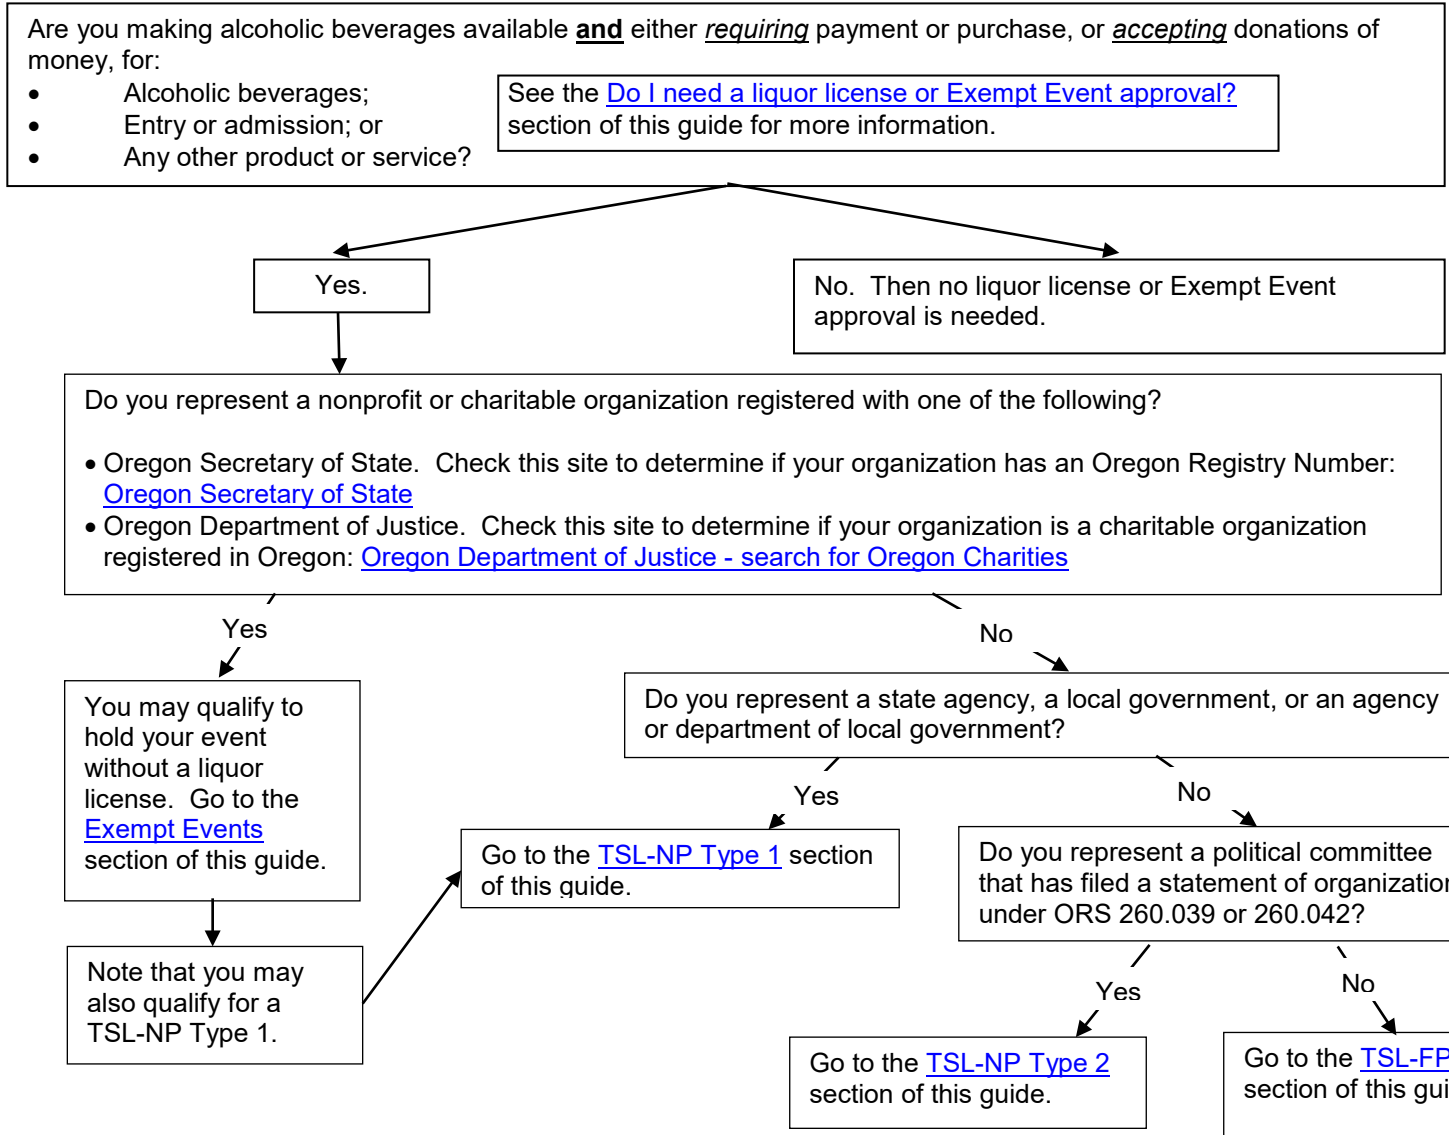 Are you making alcoholic beverages available and either requiring payment or purchase, or accepting donations of
money, for:
• Alcoholic beverages;
• Entry or admission; or
• Any other product or service?
See the Do I need a liquor license or Exempt Event approval?
section of this guide for more information.
Yes.
No.  Then no liquor license or Exempt Event
approval is needed.
Do you represent a nonprofit or charitable organization registered with one of the following?
• Oregon Secretary of State.  Check this site to determine if your organization has an Oregon Registry Number:
Oregon Secretary of State
• Oregon Department of Justice.  Check this site to determine if your organization is a charitable organization
registered in Oregon: Oregon Department of Justice - search for Oregon Charities
Yes
No
You may qualify to
hold your event
without a liquor
license.  Go to the
Exempt Events
section of this guide.
Do you represent a state agency, a local government, or an agency
or department of local government?
Yes
No
Go to the TSL-NP Type 1 section
of this guide.
Do you represent a political committee
that has filed a statement of organization
under ORS 260.039 or 260.042?
Note that you may
also qualify for a
TSL-NP Type 1.
Yes
No
Go to the TSL-NP Type 2
section of this guide.
Go to the TSL-FP
section of this gui